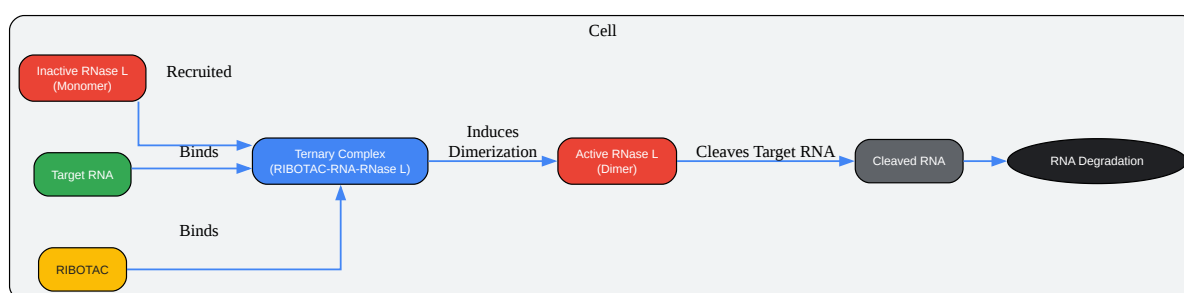 Cell
Inactive RNase L
(Monomer)
Recruited
Target RNA
Binds
RIBOTAC
Binds
Ternary Complex
(RIBOTAC-RNA-RNase L)
Induces
Dimerization
Active RNase L
(Dimer)
Cleaves Target RNA
Cleaved RNA
RNA Degradation